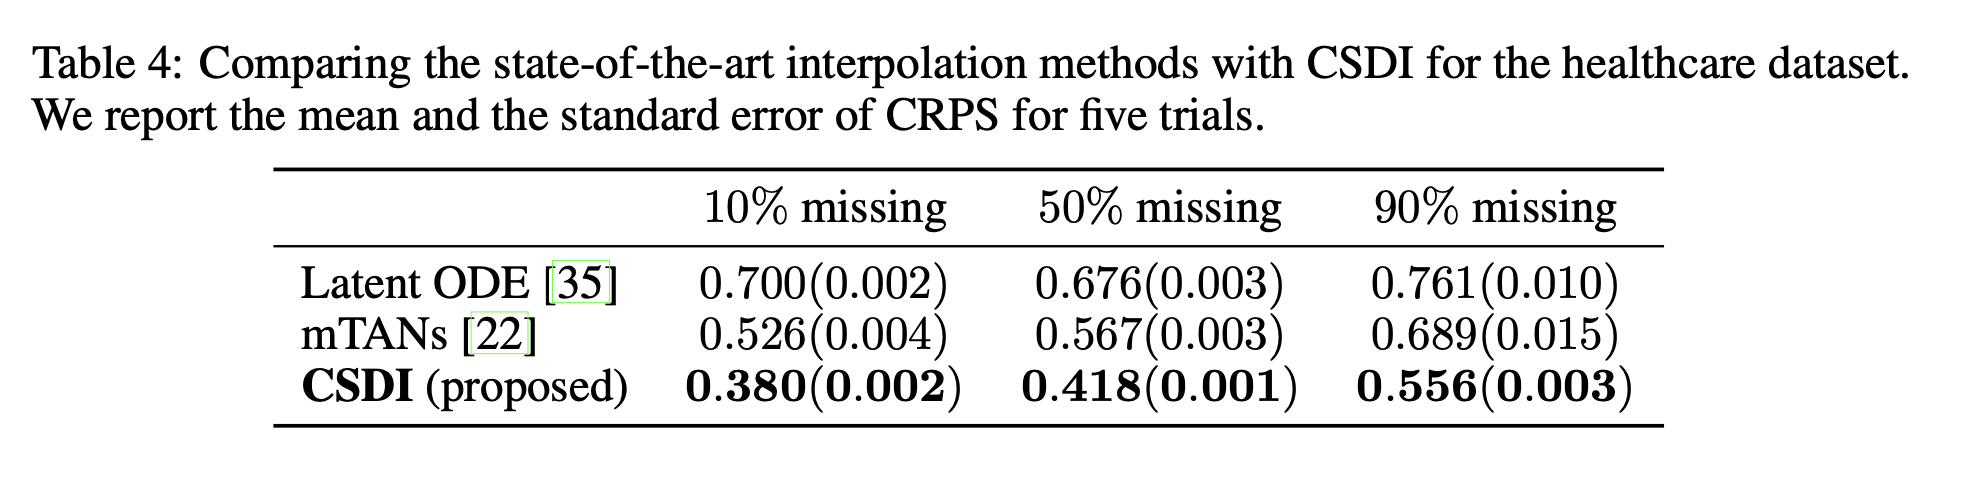 Table 4: Comparing the state-of-the-art interpolation methods with CSDI for the healthcare dataset.
We report the mean and the standard error of CRPS for five trials.
10% missing 50% missing 90% missing
Latent ODE [35] 0.700(0.002) 0.676(0.003) 0.761(0.010)
mTANs [22] 0.526(0.004) 0.567(0.003) 0.689(0.015)
CSDI (proposed) 0.380(0.002) 0.418(0.001) 0.556(0.003)